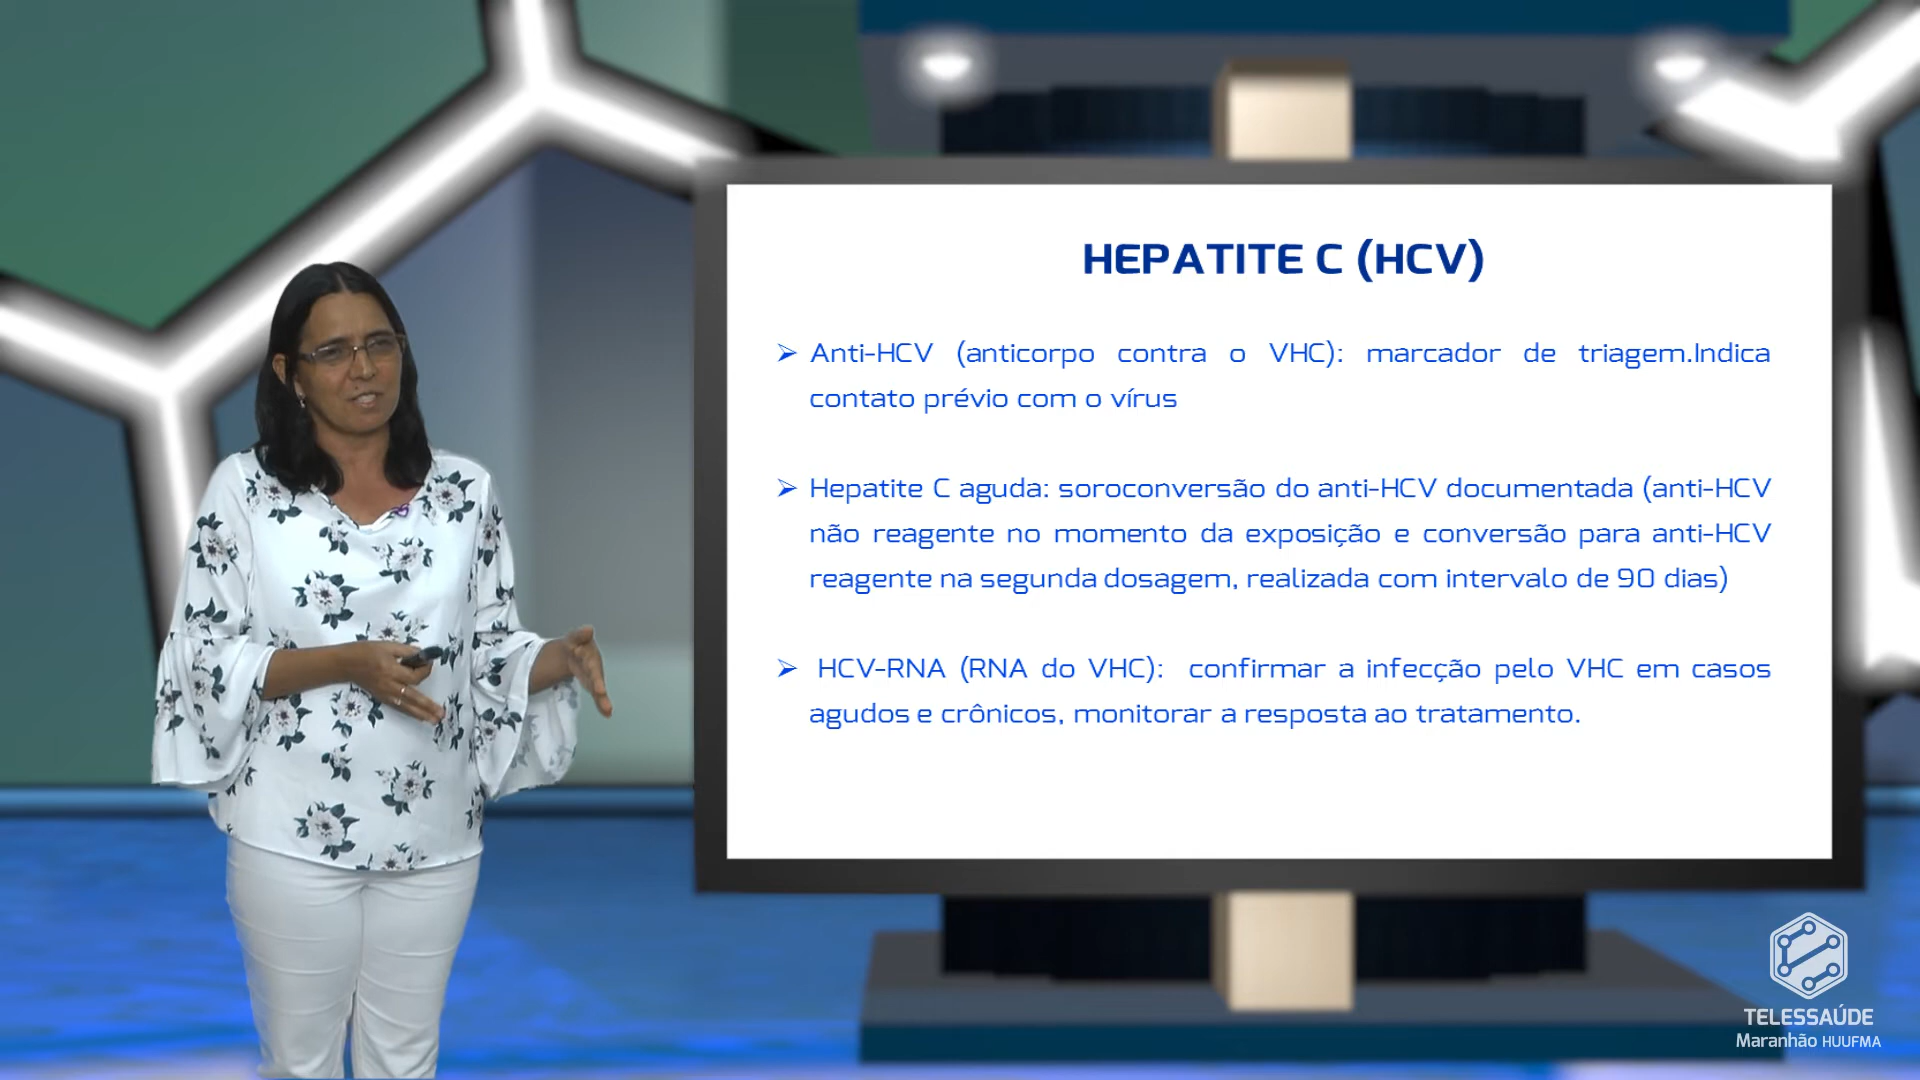 HEPATITE C (HCV)
➢ Anti-HCV (anticorpo contra o VHC): marcador de triagem.Indica
contato prévio com o vírus
➢ Hepatite C aguda: soroconversão do anti-HCV documentada (anti-HCV
não reagente no momento da exposição e conversão para anti-HCV
reagente na segunda dosagem, realizada com intervalo de 90 dias)
➢ HCV-RNA (RNA do VHC): confirmar a infecção pelo VHC em casos
agudos e crônicos, monitorar a resposta ao tratamento.
TELESSAÚDE
Maranhão HUUFMA